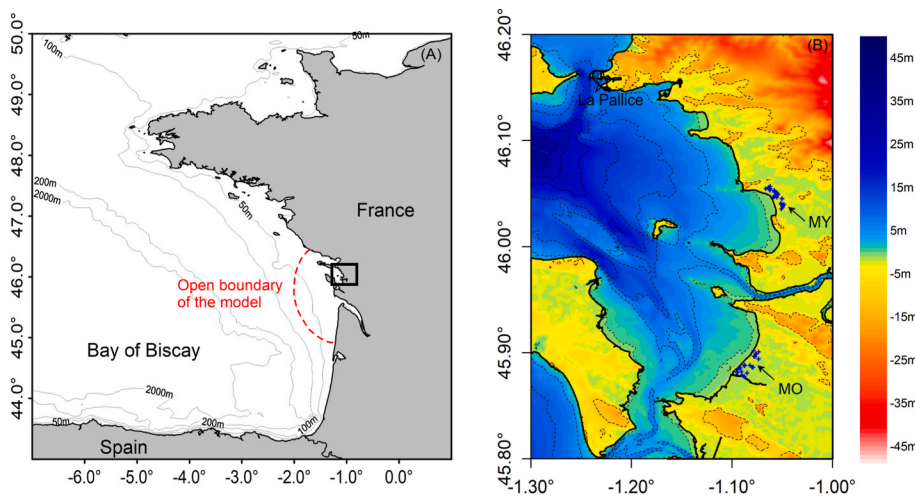 50.0°
49.0°
48.0°
47.0°
46.0°
45.0°
44.0°
100m
50m
(A)
200m
2000m
50m
France
Open boundary
of the model
Bay of Biscay
2000m
50m
200m
100m
Spain
-6.0°
-5.0°
-4.0°
-3.0°
-2.0°
-1.0°
0.0°
46.20°
46.10°
46.00°
45.90°
45.80°
(B)
La Pallice
MY
MO
-1.30°
-1.20°
-1.10°
-1.00°
45m
35m
25m
15m
5m
-5m
-15m
-25m
-35m
-45m